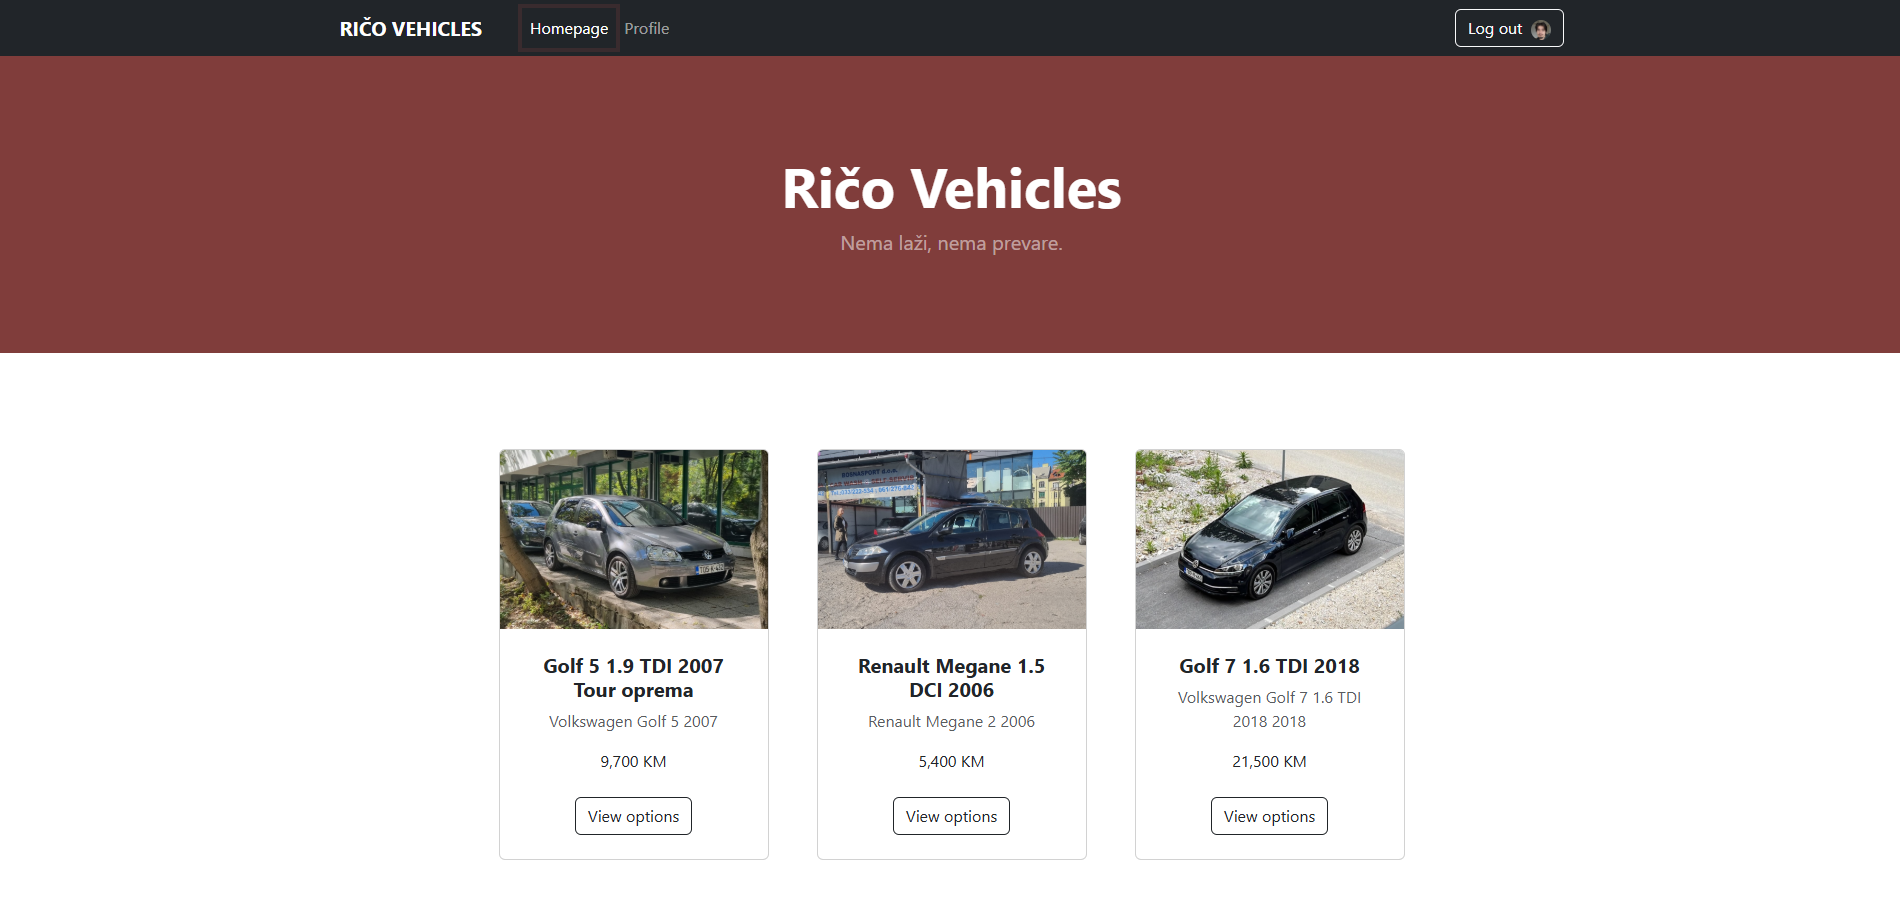 RIČO VEHICLES
Homepage
Profile
Log out
Ričo Vehicles
Nema laži, nema prevare.
Golf 5 1.9 TDI 2007
Tour oprema
Volkswagen Golf 5 2007
9,700 KM
View options
Renault Megane 1.5
DCI 2006
Renault Megane 2 2006
5,400 KM
View options
Golf 7 1.6 TDI 2018
Volkswagen Golf 7 1.6 TDI
2018 2018
21,500 KM
View options